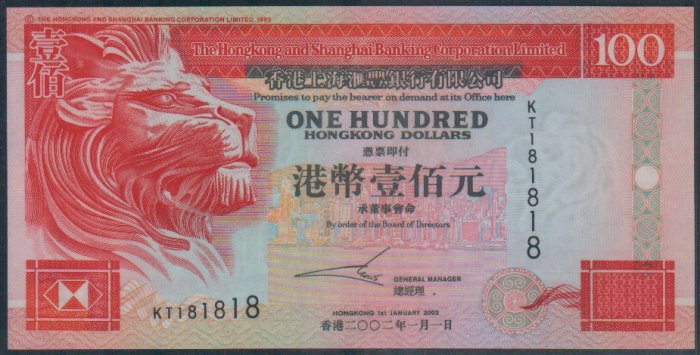 © THE HONGKONG AND SHANGHAI BANKING CORPORATION LIMITED 1993
壹佰
The Hongkong and Shanghai Banking Corporation Limited
100
香港上海滙豐銀行有限公司
Promises to pay the bearer on demand at its Office here
ONE HUNDRED
HONGKONG DOLLARS
憑票即付
港幣壹佰元
承董事會命
By order of the Board of Directors
KT181818
GENERAL MANAGER
總經理
KT181818
HONGKONG 1st JANUARY 2002
香港二〇〇二年一月一日